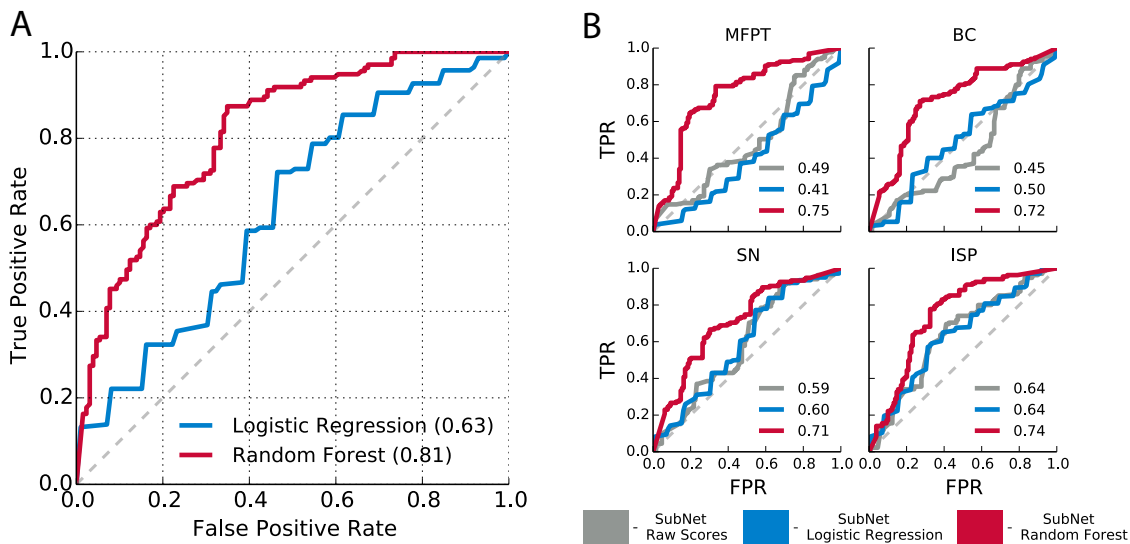 A
True Positive Rate
1.0
0.8
0.6
0.4
0.2
0.0
Logistic Regression (0.63)
Random Forest (0.81)
0.0 0.2 0.4 0.6 0.8 1.0
False Positive Rate
B
MFPT
TPR
1.0
0.8
0.6
0.4
0.2
0.0
0.49
0.41
0.75
BC
0.45
0.50
0.72
SN
TPR
1.0
0.8
0.6
0.4
0.2
0.0
0.59
0.60
0.71
0.0 0.2 0.4 0.6 0.8 1.0
FPR
ISP
0.64
0.64
0.74
0.0 0.2 0.4 0.6 0.8 1.0
FPR
- SubNet
Raw Scores
- SubNet
Logistic Regression
- SubNet
Random Forest